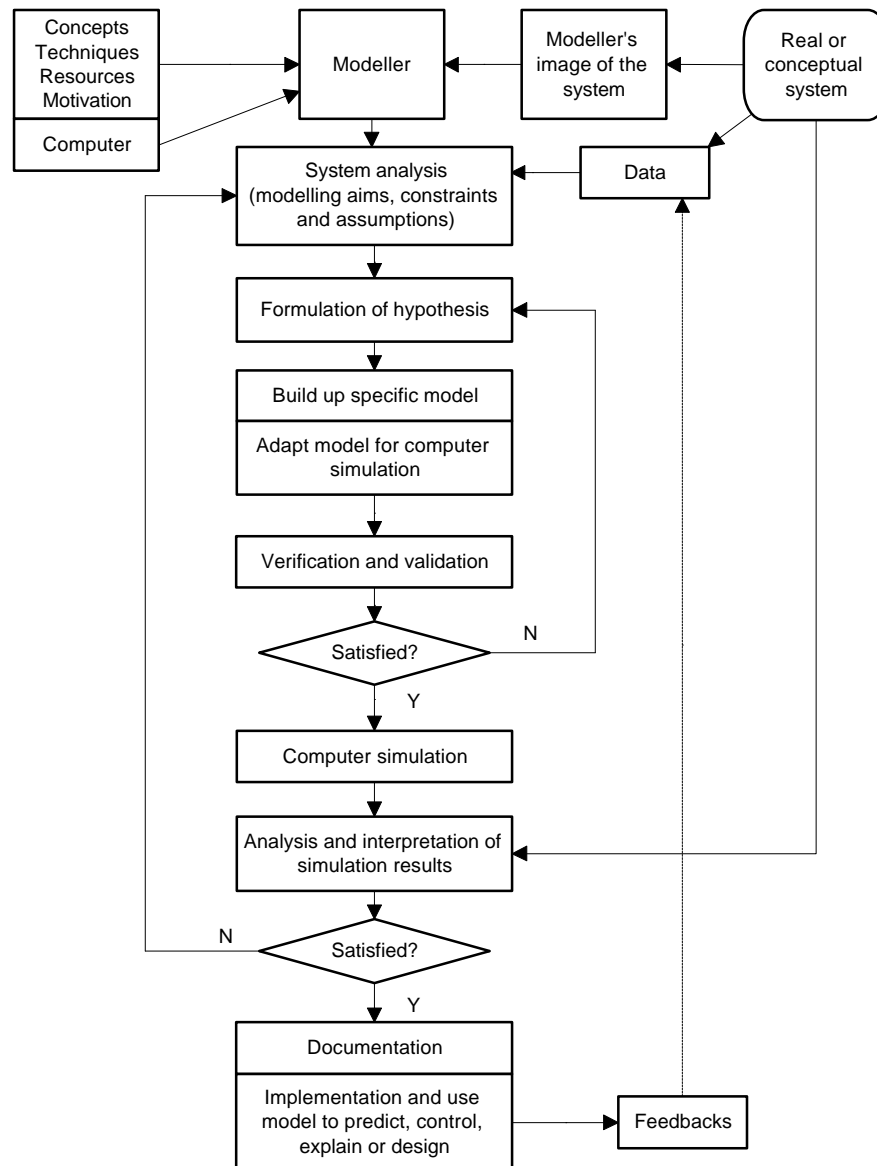 Concepts
Techniques
Resources
Motivation
Computer
Modeller
Modeller's
image of the
system
Real or
conceptual
system
System analysis
(modelling aims, constraints
and assumptions)
Data
Formulation of hypothesis
Build up specific model
Adapt model for computer
simulation
Verification and validation
Satisfied?
N
Y
Computer simulation
Analysis and interpretation of
simulation results
N
Satisfied?
Y
Documentation
Implementation and use
model to predict, control,
explain or design
Feedbacks